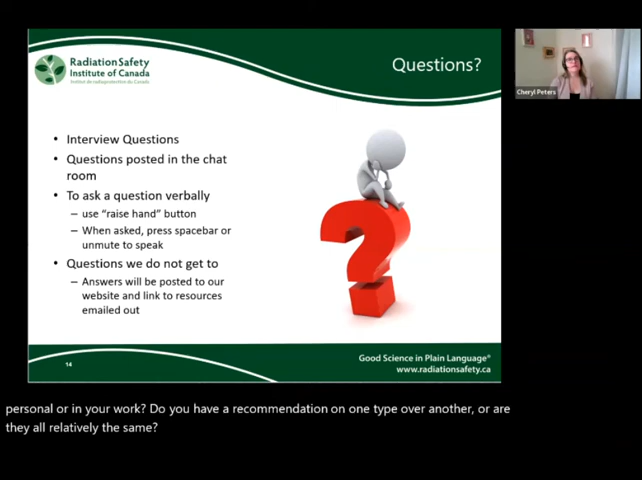 Radiation Safety
Institute of Canada
Institut de radioprotection du Canada
Questions?
Cheryl Peters
• Interview Questions
• Questions posted in the chat
room
• To ask a question verbally
– use “raise hand” button
– When asked, press spacebar or
unmute to speak
• Questions we do not get to
– Answers will be posted to our
website and link to resources
emailed out
14
Good Science in Plain Language®
www.radiationsafety.ca
personal or in your work? Do you have a recommendation on one type over another, or are
they all relatively the same?